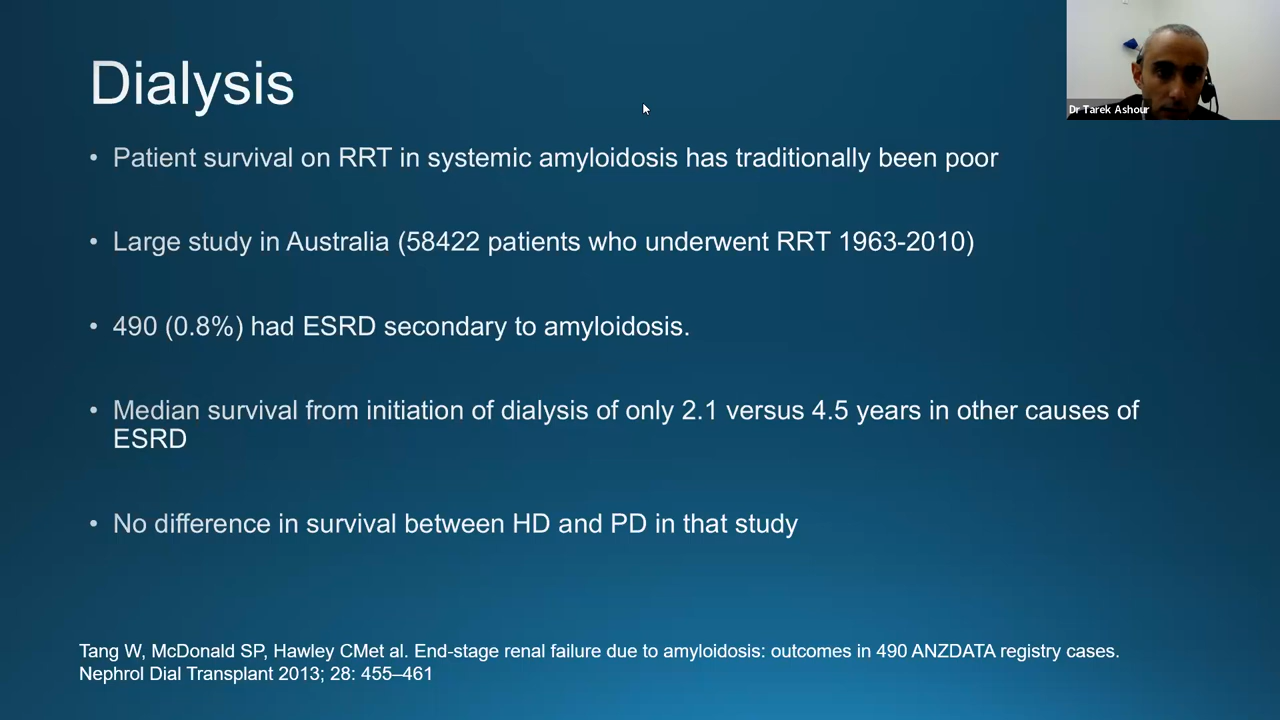 Dialysis
Dr Tarek Ashour
• Patient survival on RRT in systemic amyloidosis has traditionally been poor
• Large study in Australia (58422 patients who underwent RRT 1963-2010)
• 490 (0.8%) had ESRD secondary to amyloidosis.
• Median survival from initiation of dialysis of only 2.1 versus 4.5 years in other causes of
ESRD
• No difference in survival between HD and PD in that study
Tang W, McDonald SP, Hawley CMet al. End-stage renal failure due to amyloidosis: outcomes in 490 ANZDATA registry cases.
Nephrol Dial Transplant 2013; 28: 455–461